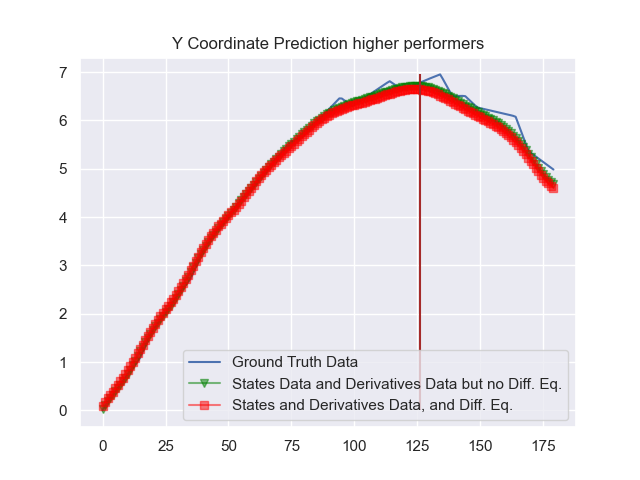 Y Coordinate Prediction higher performers
7
6
5
4
3
2
1
0
Ground Truth Data
States Data and Derivatives Data but no Diff. Eq.
States and Derivatives Data, and Diff. Eq.
0 25 50 75 100 125 150 175